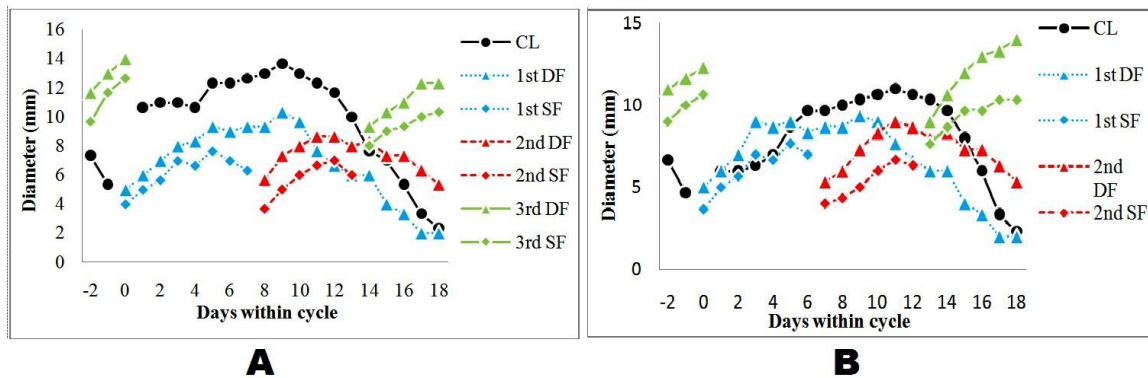 16
14
12
10
8
6
4
2
0
Diameter (mm)
-2 0 2 4 6 8 10 12 14 16 18
Days within cycle
CL
1st DF
1st SF
2nd DF
2nd SF
3rd DF
3rd SF
A
15
10
5
0
Diameter (mm)
-2 0 2 4 6 8 10 12 14 16 18
Days within cycle
CL
1st DF
1st SF
2nd
DF
2nd SF
B